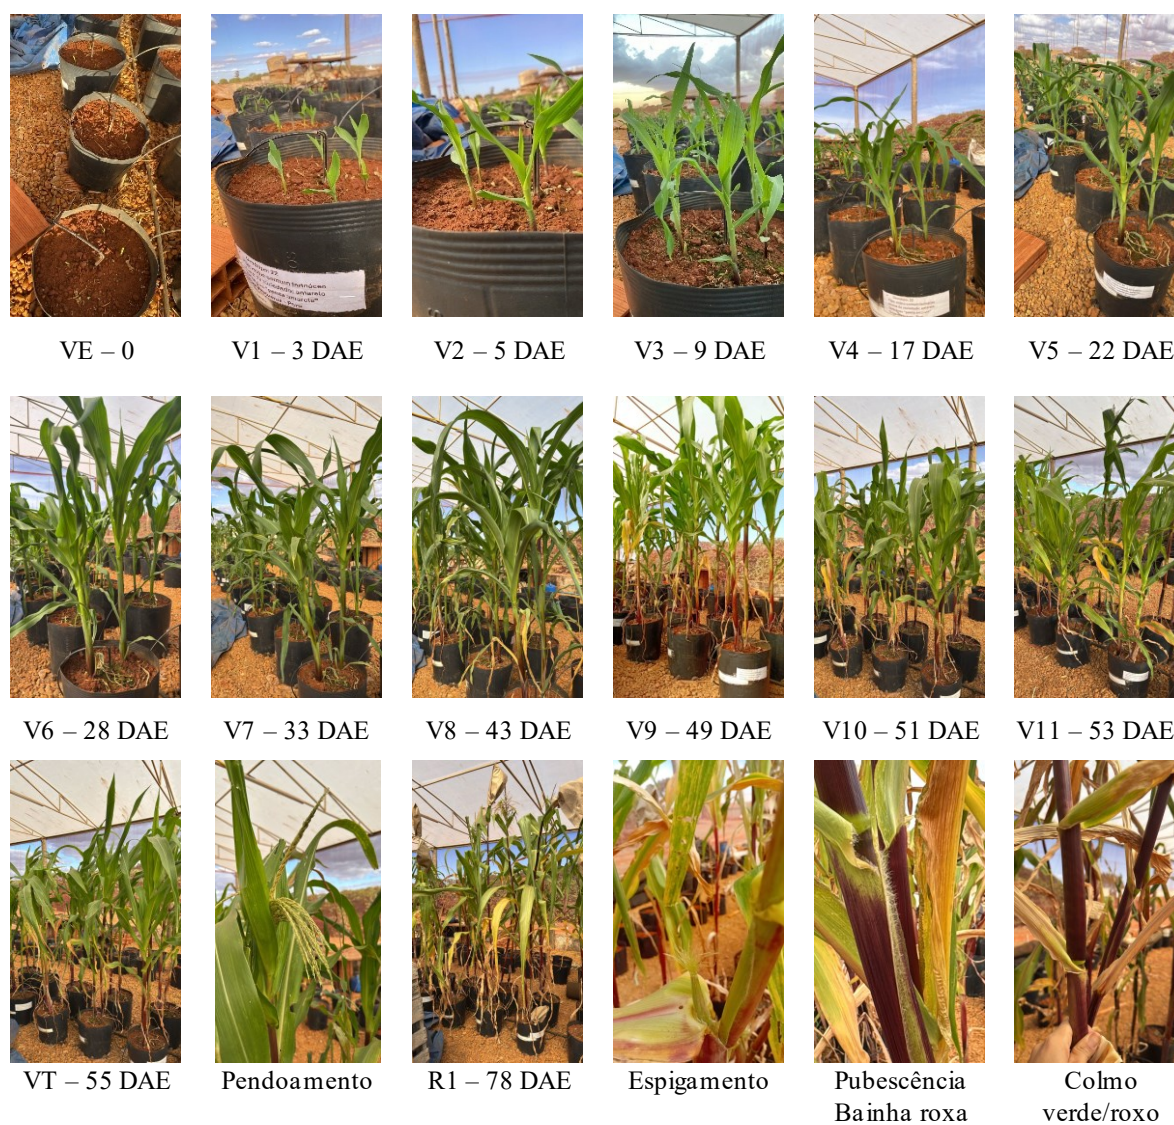 VE – 0
V1 – 3 DAE
V2 – 5 DAE
V3 – 9 DAE
V4 – 17 DAE
V5 – 22 DAE
V6 – 28 DAE
V7 – 33 DAE
V8 – 43 DAE
V9 – 49 DAE
V10 – 51 DAE
V11 – 53 DAE
VT – 55 DAE
Pendoamento
R1 – 78 DAE
Espigamento
Pubescência
Bainha roxa
Colmo
verde/roxo